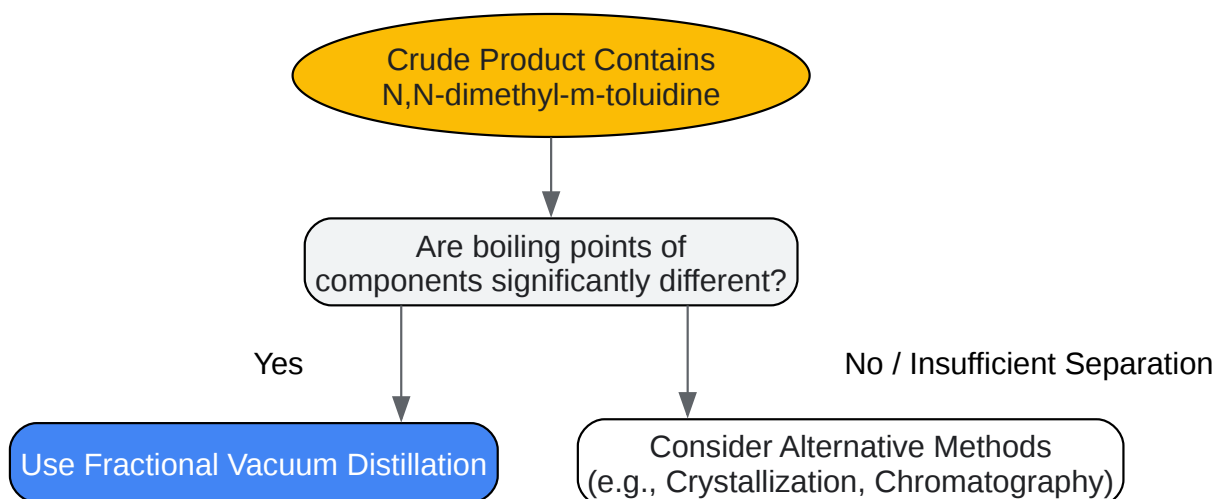 Crude Product Contains
N,N-dimethyl-m-toluidine
Are boiling points of
components significantly different?
Yes
No / Insufficient Separation
Use Fractional Vacuum Distillation
Consider Alternative Methods
(e.g., Crystallization, Chromatography)